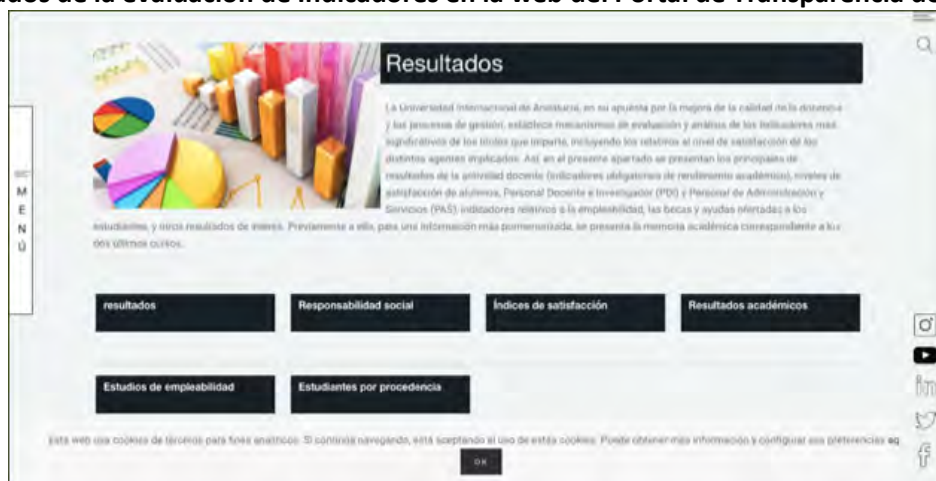 dos de la evaluación de indicadores en la web del Portal de Transparencia de
Resultados
La Universidad Internacional de Andalucía, en su apuesta por la mejora de la calidad de la docencia
y los procesos de gestión, establece mecanismos de evaluación y análisis de los indicadores más
significativos de los títulos que imparte, incluyendo los relativos al nivel de satisfacción de los
distintos agentes implicados. Así en el presente apartado se presentan los principales de
resultados de la actividad docente (indicadores obligatorios de rendimiento académico), niveles de
satisfacción de alumnos, Personal Docente e Investigador (PDI) y Personal de Administración y
Servicios (PAS), indicadores relativos a la empleabilidad, las becas y ayudas ofertadas a los
estudiantes, y otros resultados de interés. Previamente a ello, para una información más pormenorizada, se presenta la memoria académica correspondiente a los
dos últimos cursos.
MENÚ
resultados
Responsabilidad social
Índices de satisfacción
Resultados académicos
Estudios de empleabilidad
Estudiantes por procedencia
Esta web usa cookies de terceros para fines analíticos. Si continúa navegando, está aceptando el uso de estas cookies. Puede obtener más información y configurar sus preferencias aq
OK